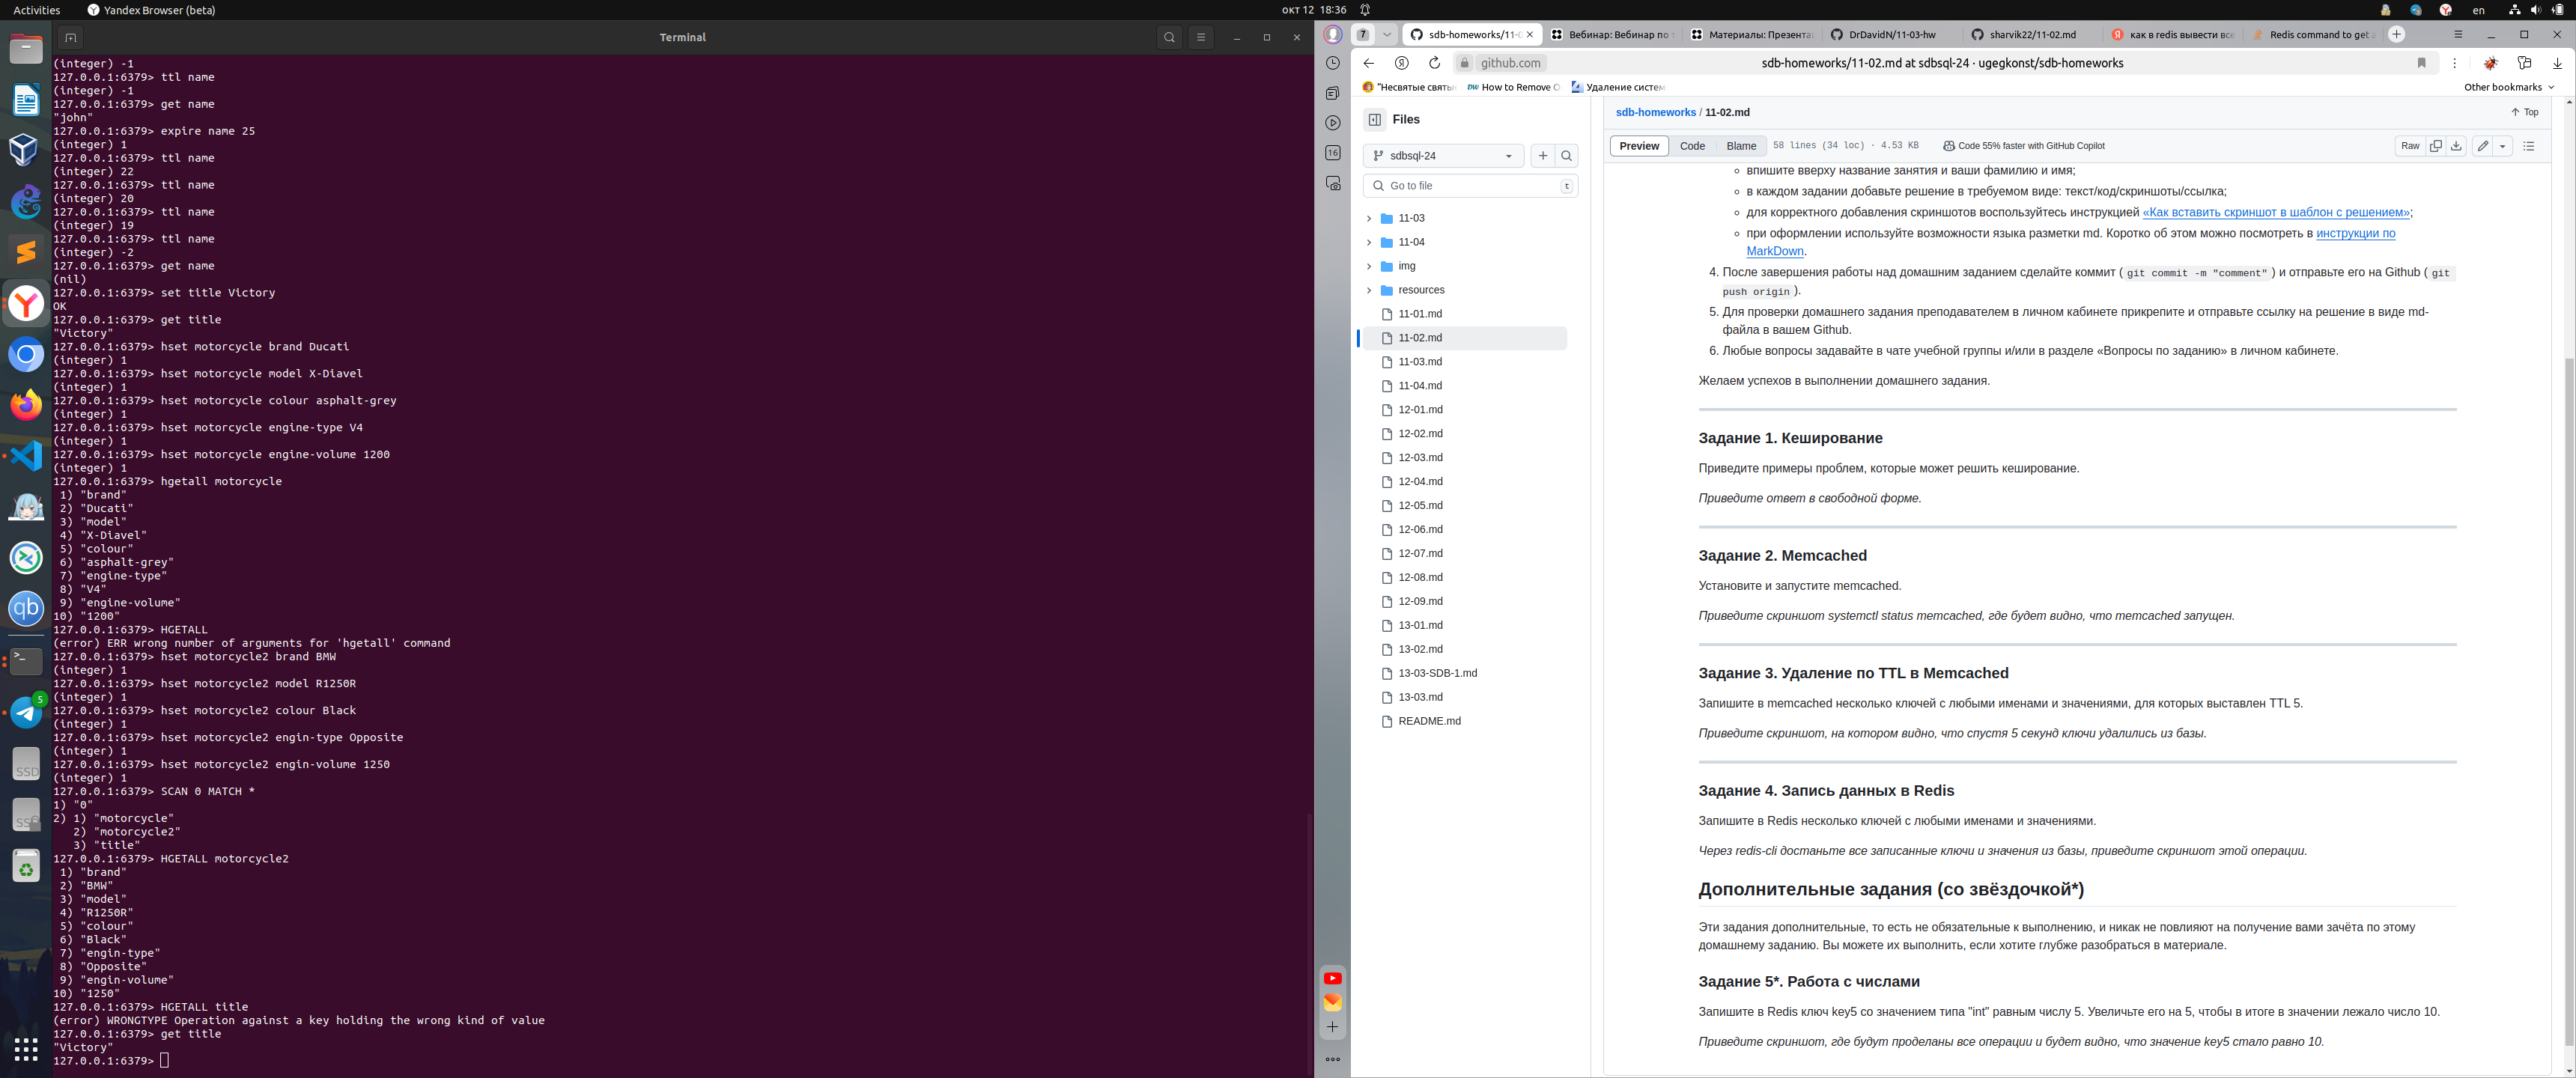 Activities
Yandex Browser (beta)
окт 12 18:36
en
Terminal
(integer) -1
127.0.0.1:6379> ttl name
(integer) -1
127.0.0.1:6379> get name
"john"
127.0.0.1:6379> expire name 25
(integer) 1
127.0.0.1:6379> ttl name
(integer) 22
127.0.0.1:6379> ttl name
(integer) 20
127.0.0.1:6379> ttl name
(integer) 19
127.0.0.1:6379> ttl name
(integer) -2
127.0.0.1:6379> get name
(nil)
127.0.0.1:6379> set title Victory
OK
127.0.0.1:6379> get title
"Victory"
127.0.0.1:6379> hset motorcycle brand Ducati
(integer) 1
127.0.0.1:6379> hset motorcycle model X-Diavel
(integer) 1
127.0.0.1:6379> hset motorcycle colour asphalt-grey
(integer) 1
127.0.0.1:6379> hset motorcycle engine-type V4
(integer) 1
127.0.0.1:6379> hset motorcycle engine-volume 1200
(integer) 1
127.0.0.1:6379> hgetall motorcycle
1) "brand"
2) "Ducati"
3) "model"
4) "X-Diavel"
5) "colour"
6) "asphalt-grey"
7) "engine-type"
8) "V4"
9) "engine-volume"
10) "1200"
127.0.0.1:6379> HGETALL
(error) ERR wrong number of arguments for 'hgetall' command
127.0.0.1:6379> hset motorcycle2 brand BMW
(integer) 1
127.0.0.1:6379> hset motorcycle2 model R1250R
(integer) 1
127.0.0.1:6379> hset motorcycle2 colour Black
(integer) 1
127.0.0.1:6379> hset motorcycle2 engin-type Opposite
(integer) 1
127.0.0.1:6379> hset motorcycle2 engin-volume 1250
(integer) 1
127.0.0.1:6379> SCAN 0 MATCH *
1) "0"
2) 1) "motorcycle"
2) "motorcycle2"
3) "title"
127.0.0.1:6379> HGETALL motorcycle2
1) "brand"
2) "BMW"
3) "model"
4) "R1250R"
5) "colour"
6) "Black"
7) "engin-type"
8) "Opposite"
9) "engin-volume"
10) "1250"
127.0.0.1:6379> HGETALL title
(error) WRONGTYPE Operation against a key holding the wrong kind of value
127.0.0.1:6379> get title
"Victory"
127.0.0.1:6379>
5
SSD
qb
7
sdb-homeworks/11-0
Вебинар: Вебинар по т
Материалы: Презента
DrDavidN/11-03-hw
sharvik22/11-02.md
как в redis вывести все
Redis command to get a
github.com
sdb-homeworks/11-02.md at sdbsql-24 · ugegkonst/sdb-homeworks
"Несвятые святы
How to Remove O
Удаление систем
Other bookmarks
16
Files
sdbsql-24
Go to file
t
11-03
11-04
img
resources
11-01.md
11-02.md
11-03.md
11-04.md
12-01.md
12-02.md
12-03.md
12-04.md
12-05.md
12-06.md
12-07.md
12-08.md
12-09.md
13-01.md
13-02.md
13-03-SDB-1.md
13-03.md
README.md
sdb-homeworks / 11-02.md
Top
Preview Code Blame 58 lines (34 loc) · 4.53 KB Code 55% faster with GitHub Copilot Raw
впишите вверху название занятия и ваши фамилию и имя;
в каждом задании добавьте решение в требуемом виде: текст/код/скриншоты/ссылка;
для корректного добавления скриншотов воспользуйтесь инструкцией «Как вставить скриншот в шаблон с решением»;
при оформлении используйте возможности языка разметки md. Коротко об этом можно посмотреть в инструкции по
MarkDown.
4. После завершения работы над домашним заданием сделайте коммит ( git commit -m "comment" ) и отправьте его на Github ( git
push origin ).
5. Для проверки домашнего задания преподавателем в личном кабинете прикрепите и отправьте ссылку на решение в виде md-
файла в вашем Github.
6. Любые вопросы задавайте в чате учебной группы и/или в разделе «Вопросы по заданию» в личном кабинете.
Желаем успехов в выполнении домашнего задания.
Задание 1. Кеширование
Приведите примеры проблем, которые может решить кеширование.
Приведите ответ в свободной форме.
Задание 2. Memcached
Установите и запустите memcached.
Приведите скриншот systemctl status memcached, где будет видно, что memcached запущен.
Задание 3. Удаление по TTL в Memcached
Запишите в memcached несколько ключей с любыми именами и значениями, для которых выставлен TTL 5.
Приведите скриншот, на котором видно, что спустя 5 секунд ключи удалились из базы.
Задание 4. Запись данных в Redis
Запишите в Redis несколько ключей с любыми именами и значениями.
Через redis-cli достаньте все записанные ключи и значения из базы, приведите скриншот этой операции.
Дополнительные задания (со звёздочкой*)
Эти задания дополнительные, то есть не обязательные к выполнению, и никак не повлияют на получение вами зачёта по этому
домашнему заданию. Вы можете их выполнить, если хотите глубже разобраться в материале.
Задание 5*. Работа с числами
Запишите в Redis ключ key5 со значением типа "int" равным числу 5. Увеличьте его на 5, чтобы в итоге в значении лежало число 10.
Приведите скриншот, где будут проделаны все операции и будет видно, что значение key5 стало равно 10.